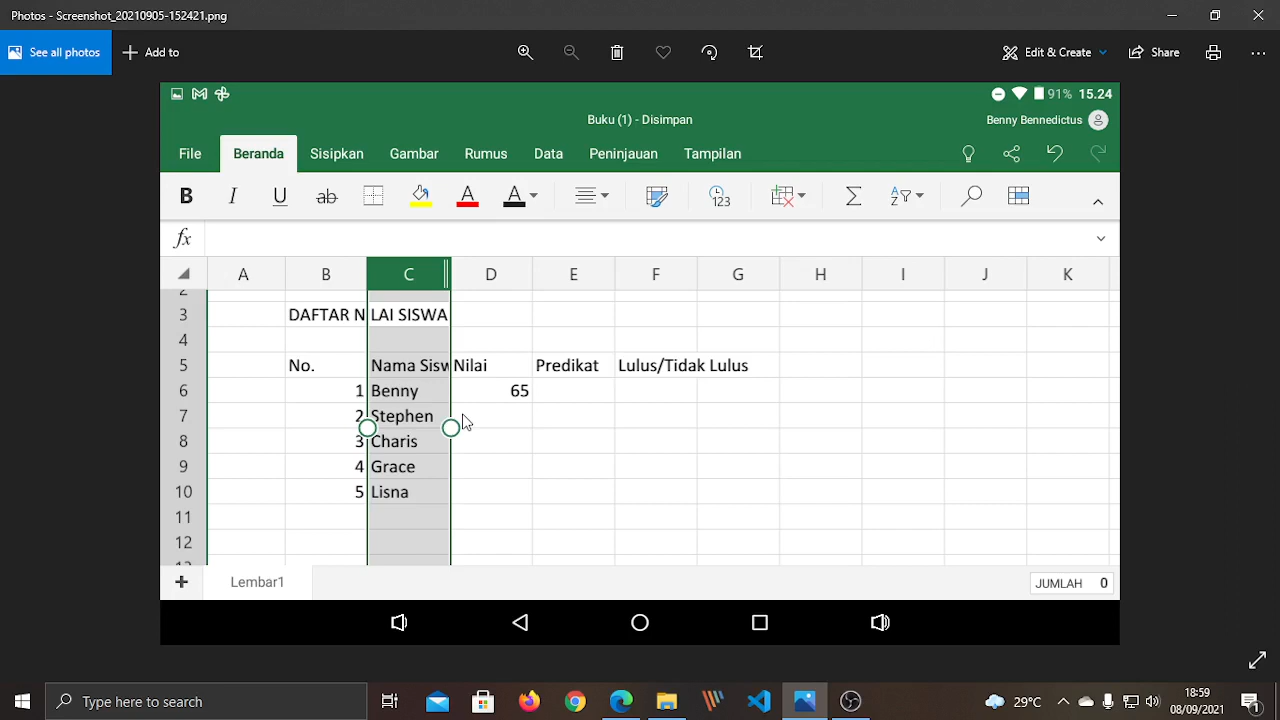 Photos - Screenshot_20210905-152421.png
See all photos
Add to
Edit & Create
Share
91% 15.24
Buku (1) - Disimpan
Benny Bennedictus
File Beranda Sisipkan Gambar Rumus Data Peninjauan Tampilan
B I U ab A A 123 Σ A Z
fx
A B C D E F G H I J K
2
3 DAFTAR N LAI SISWA
4
5 No. Nama Sisw Nilai Predikat Lulus/Tidak Lulus
6 1 Benny 65
7 2 Stephen
8 3 Charis
9 4 Grace
10 5 Lisna
11
12
Lembar1
JUMLAH 0
Type here to search
29°C
18:59
08/09/2021
1